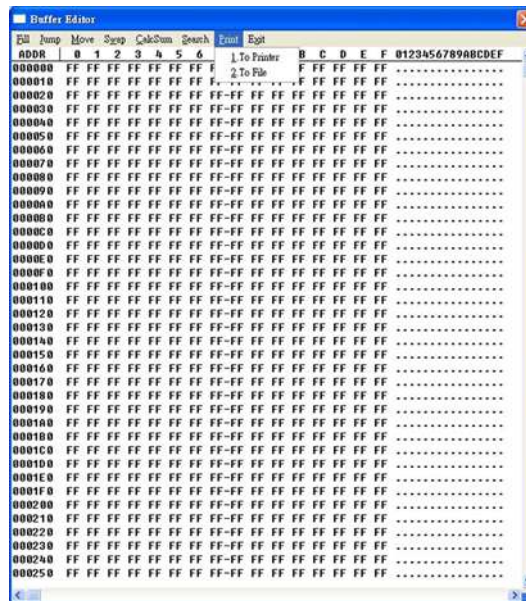 Buffer Editor
Fill Jump Move Swap CalcSum Search Print Exit
1.To Printer
2.To File
ADDR 0 1 2 3 4 5 6 B C D E F 0123456789ABCDEF
000000 FF FF FF FF FF FF FF FF FF FF FF ................
000010 FF FF FF FF FF FF FF FF FF FF FF ................
000020 FF FF FF FF FF FF FF FF-FF FF FF FF FF FF FF FF ................
000030 FF FF FF FF FF FF FF FF-FF FF FF FF FF FF FF FF ................
000040 FF FF FF FF FF FF FF FF-FF FF FF FF FF FF FF FF ................
000050 FF FF FF FF FF FF FF FF-FF FF FF FF FF FF FF FF ................
000060 FF FF FF FF FF FF FF FF-FF FF FF FF FF FF FF FF ................
000070 FF FF FF FF FF FF FF FF-FF FF FF FF FF FF FF FF ................
000080 FF FF FF FF FF FF FF FF-FF FF FF FF FF FF FF FF ................
000090 FF FF FF FF FF FF FF FF-FF FF FF FF FF FF FF FF ................
0000A0 FF FF FF FF FF FF FF FF-FF FF FF FF FF FF FF FF ................
0000B0 FF FF FF FF FF FF FF FF-FF FF FF FF FF FF FF FF ................
0000C0 FF FF FF FF FF FF FF FF-FF FF FF FF FF FF FF FF ................
0000D0 FF FF FF FF FF FF FF FF-FF FF FF FF FF FF FF FF ................
0000E0 FF FF FF FF FF FF FF FF-FF FF FF FF FF FF FF FF ................
0000F0 FF FF FF FF FF FF FF FF-FF FF FF FF FF FF FF FF ................
000100 FF FF FF FF FF FF FF FF-FF FF FF FF FF FF FF FF ................
000110 FF FF FF FF FF FF FF FF-FF FF FF FF FF FF FF FF ................
000120 FF FF FF FF FF FF FF FF-FF FF FF FF FF FF FF FF ................
000130 FF FF FF FF FF FF FF FF-FF FF FF FF FF FF FF FF ................
000140 FF FF FF FF FF FF FF FF-FF FF FF FF FF FF FF FF ................
000150 FF FF FF FF FF FF FF FF-FF FF FF FF FF FF FF FF ................
000160 FF FF FF FF FF FF FF FF-FF FF FF FF FF FF FF FF ................
000170 FF FF FF FF FF FF FF FF-FF FF FF FF FF FF FF FF ................
000180 FF FF FF FF FF FF FF FF-FF FF FF FF FF FF FF FF ................
000190 FF FF FF FF FF FF FF FF-FF FF FF FF FF FF FF FF ................
0001A0 FF FF FF FF FF FF FF FF-FF FF FF FF FF FF FF FF ................
0001B0 FF FF FF FF FF FF FF FF-FF FF FF FF FF FF FF FF ................
0001C0 FF FF FF FF FF FF FF FF-FF FF FF FF FF FF FF FF ................
0001D0 FF FF FF FF FF FF FF FF-FF FF FF FF FF FF FF FF ................
0001E0 FF FF FF FF FF FF FF FF-FF FF FF FF FF FF FF FF ................
0001F0 FF FF FF FF FF FF FF FF-FF FF FF FF FF FF FF FF ................
000200 FF FF FF FF FF FF FF FF-FF FF FF FF FF FF FF FF ................
000210 FF FF FF FF FF FF FF FF-FF FF FF FF FF FF FF FF ................
000220 FF FF FF FF FF FF FF FF-FF FF FF FF FF FF FF FF ................
000230 FF FF FF FF FF FF FF FF-FF FF FF FF FF FF FF FF ................
000240 FF FF FF FF FF FF FF FF-FF FF FF FF FF FF FF FF ................
000250 FF FF FF FF FF FF FF FF-FF FF FF FF FF FF FF FF ................